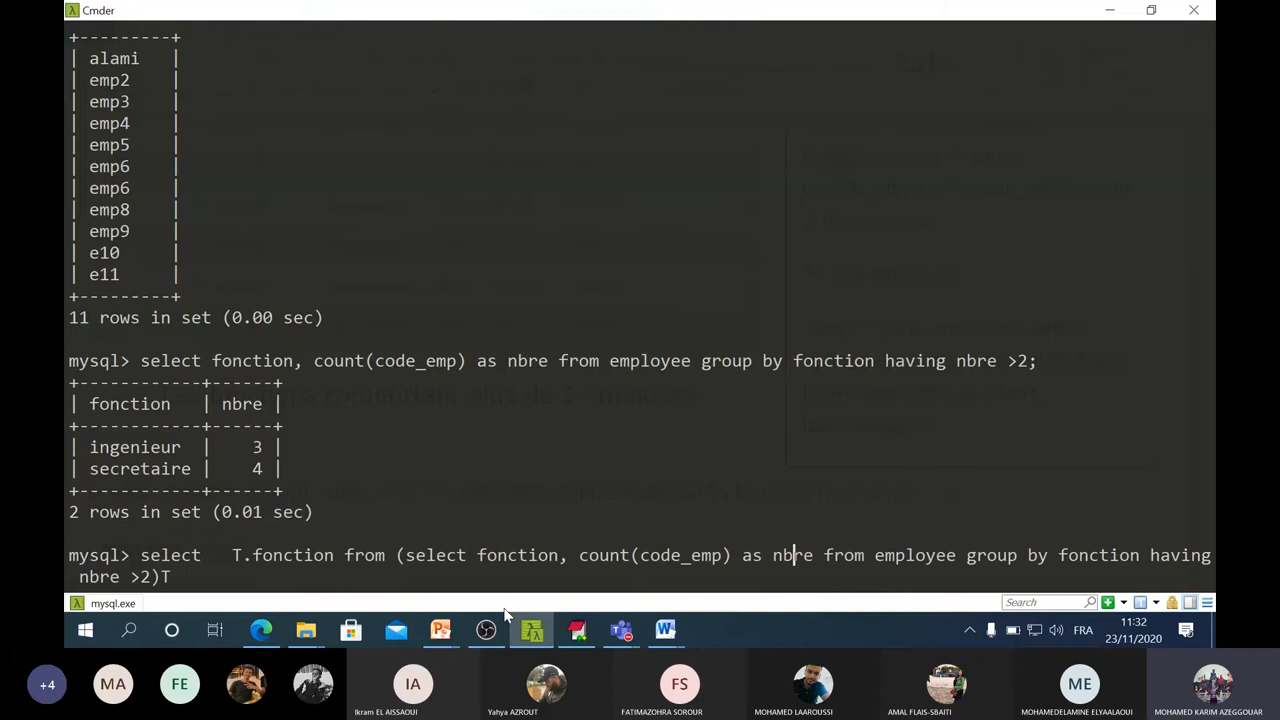 Cmder
+---------+
| alami   |
| emp2    |
| emp3    |
| emp4    |
| emp5    |
| emp6    |
| emp6    |
| emp8    |
| emp9    |
| e10     |
| e11     |
+---------+
11 rows in set (0.00 sec)
mysql> select fonction, count(code_emp) as nbre from employee group by fonction having nbre >2;
+------------+------+
| fonction   | nbre |
+------------+------+
| ingenieur  |    3 |
| secretaire |    4 |
+------------+------+
2 rows in set (0.01 sec)
mysql> select   T.fonction from (select fonction, count(code_emp) as nbre from employee group by fonction having
nbre >2)T
mysql.exe
Search
FRA
11:32
23/11/2020
+4
MA
FE
IA
Ikram EL AISSAOUI
Yahya AZROUT
FS
FATIMAZOHRA SOROUR
MOHAMED LAAROUSSI
AMAL FLAIS-SBAITI
ME
MOHAMEDELAMINE ELYAALAOUI
MOHAMED KARIM AZEGGOUAR